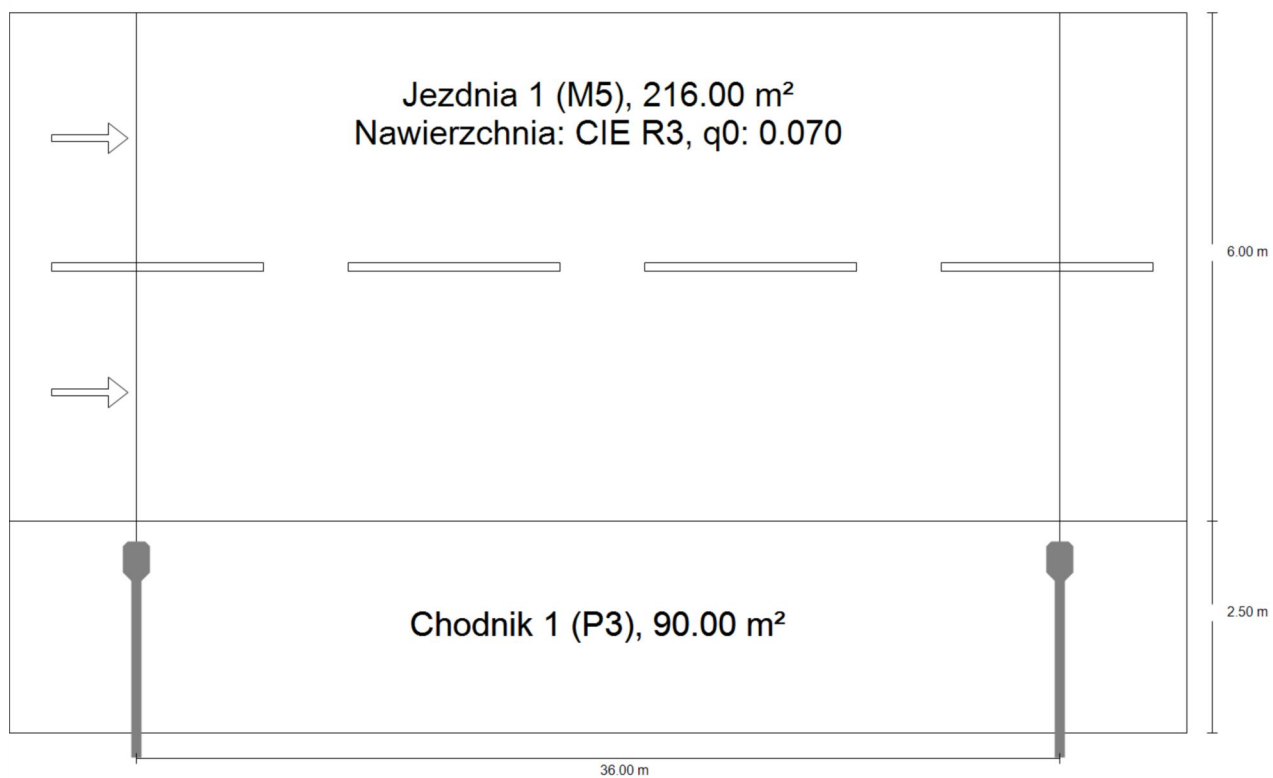 Jezdnia 1 (M5), 216.00 m²
Nawierzchnia: CIE R3, q0: 0.070
6.00 m
Chodnik 1 (P3), 90.00 m²
2.50 m
36.00 m